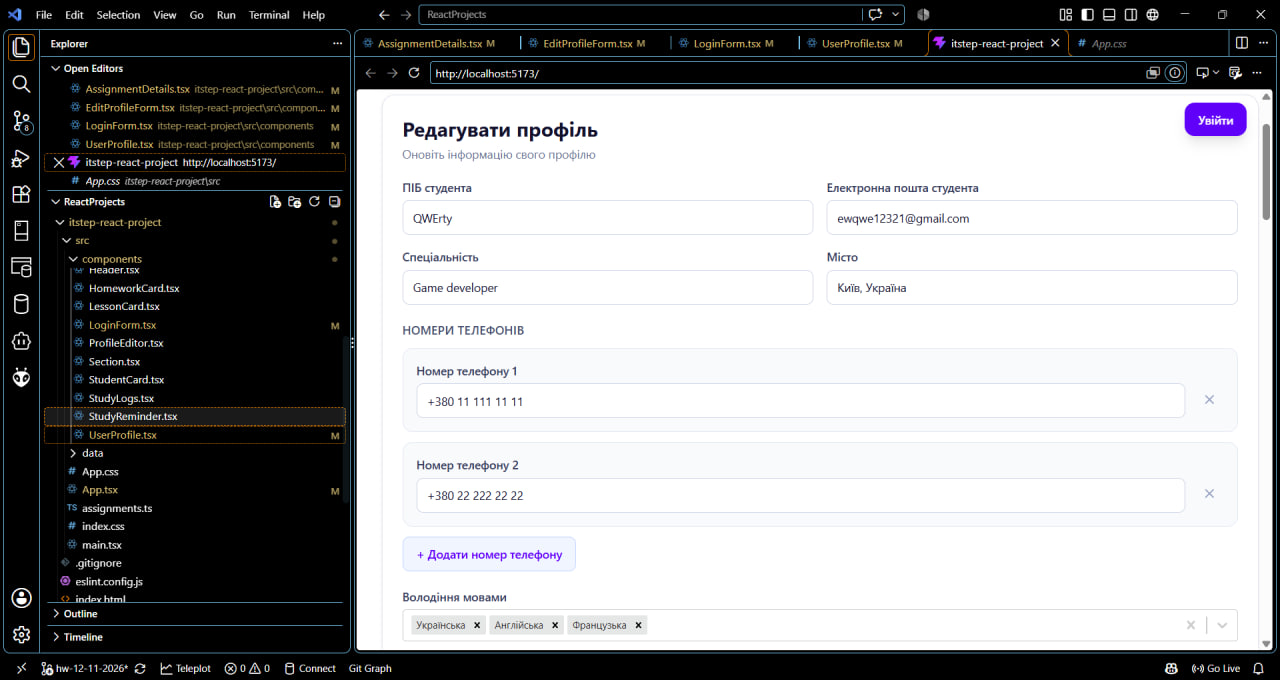 File Edit Selection View Go Run Terminal Help
ReactProjects
Explorer
Open Editors
AssignmentDetails.tsx itstep-react-project\src\com... M
EditProfileForm.tsx itstep-react-project\src\compon... M
LoginForm.tsx itstep-react-project\src\components M
UserProfile.tsx itstep-react-project\src\components M
itstep-react-project http://localhost:5173/
# App.css itstep-react-project\src
ReactProjects
itstep-react-project
src
components
Header.tsx
HomeworkCard.tsx
LessonCard.tsx
LoginForm.tsx M
ProfileEditor.tsx
Section.tsx
StudentCard.tsx
StudyLogs.tsx
StudyReminder.tsx
UserProfile.tsx M
data
# App.css
App.tsx M
TS assignments.ts
# index.css
main.tsx
.gitignore
eslint.config.js
index.html
Outline
Timeline
8
AssignmentDetails.tsx M
EditProfileForm.tsx M
LoginForm.tsx M
UserProfile.tsx M
itstep-react-project
# App.css
http://localhost:5173/
Редагувати профіль
Увійти
Оновіть інформацію свого профілю
ПІБ студента
Електронна пошта студента
QWErty
ewqwe12321@gmail.com
Спеціальність
Місто
Game developer
Київ, Україна
НОМЕРИ ТЕЛЕФОНІВ
Номер телефону 1
+380 11 111 11 11
Номер телефону 2
+380 22 222 22 22
+ Додати номер телефону
Володіння мовами
Українська
Англійська
Французька
hw-12-11-2026* Teleplot 0 0 Connect Git Graph Go Live